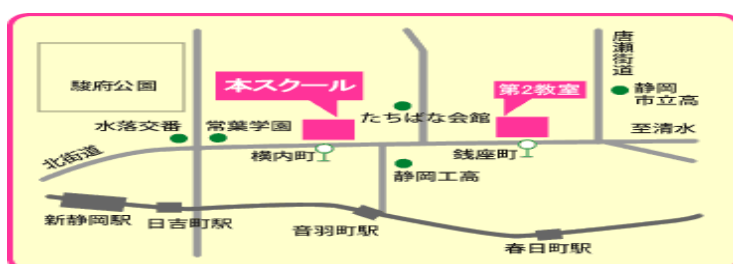 駿府公園
本スクール
唐瀬街道
第2教室
静岡
市立高
水落交番
常葉学園
たちばな会館
至清水
北街道
横内町
銭座町
静岡工高
新静岡駅
日吉町駅
音羽町駅
春日町駅